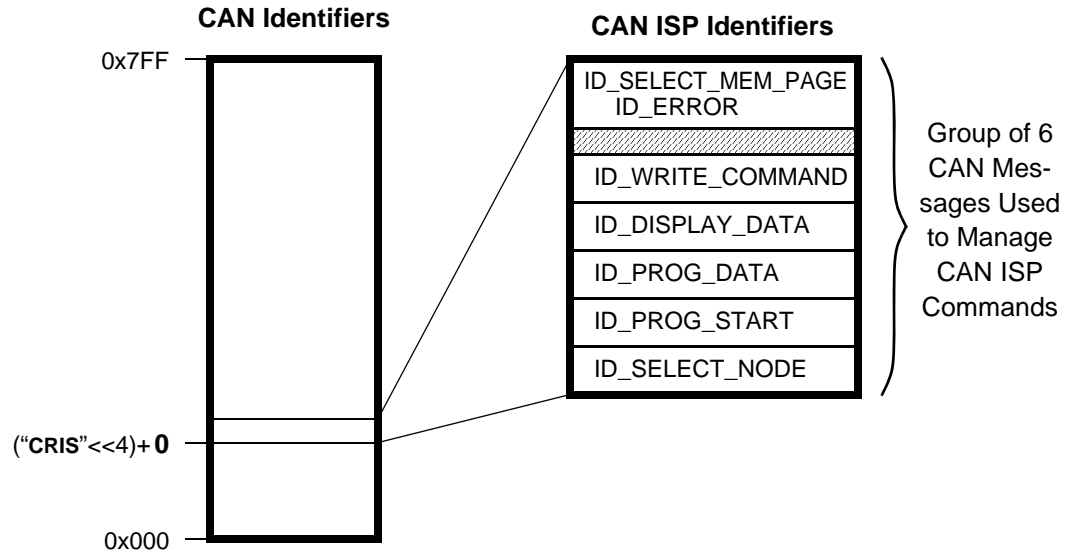 CAN Identifiers
CAN ISP Identifiers
0x7FF
ID_SELECT_MEM_PAGE
ID_ERROR
ID_WRITE_COMMAND
ID_DISPLAY_DATA
ID_PROG_DATA
ID_PROG_START
ID_SELECT_NODE
Group of 6
CAN Mes-
sages Used
to Manage
CAN ISP
Commands
(“CRIS”<<4)+ 0
0x000